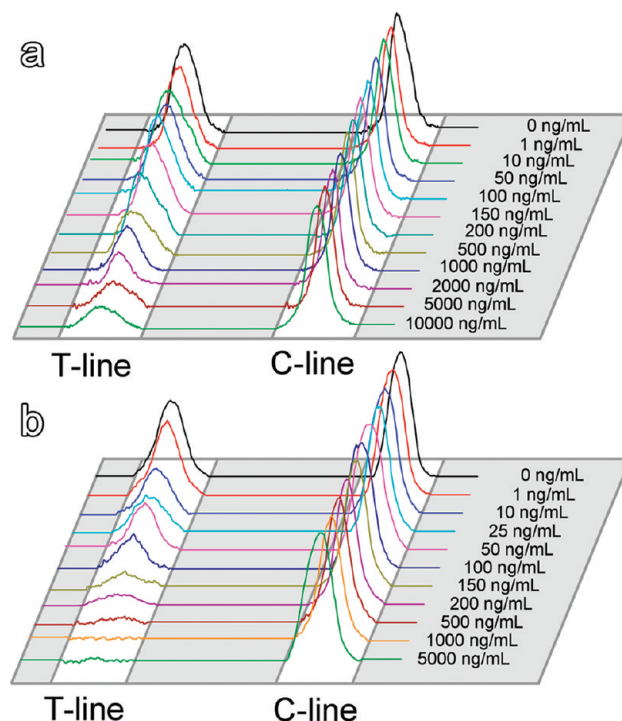 a
0 ng/mL
1 ng/mL
10 ng/mL
50 ng/mL
100 ng/mL
150 ng/mL
200 ng/mL
500 ng/mL
1000 ng/mL
2000 ng/mL
5000 ng/mL
10000 ng/mL
T-line C-line
b
0 ng/mL
1 ng/mL
10 ng/mL
25 ng/mL
50 ng/mL
100 ng/mL
150 ng/mL
200 ng/mL
500 ng/mL
1000 ng/mL
5000 ng/mL
T-line C-line